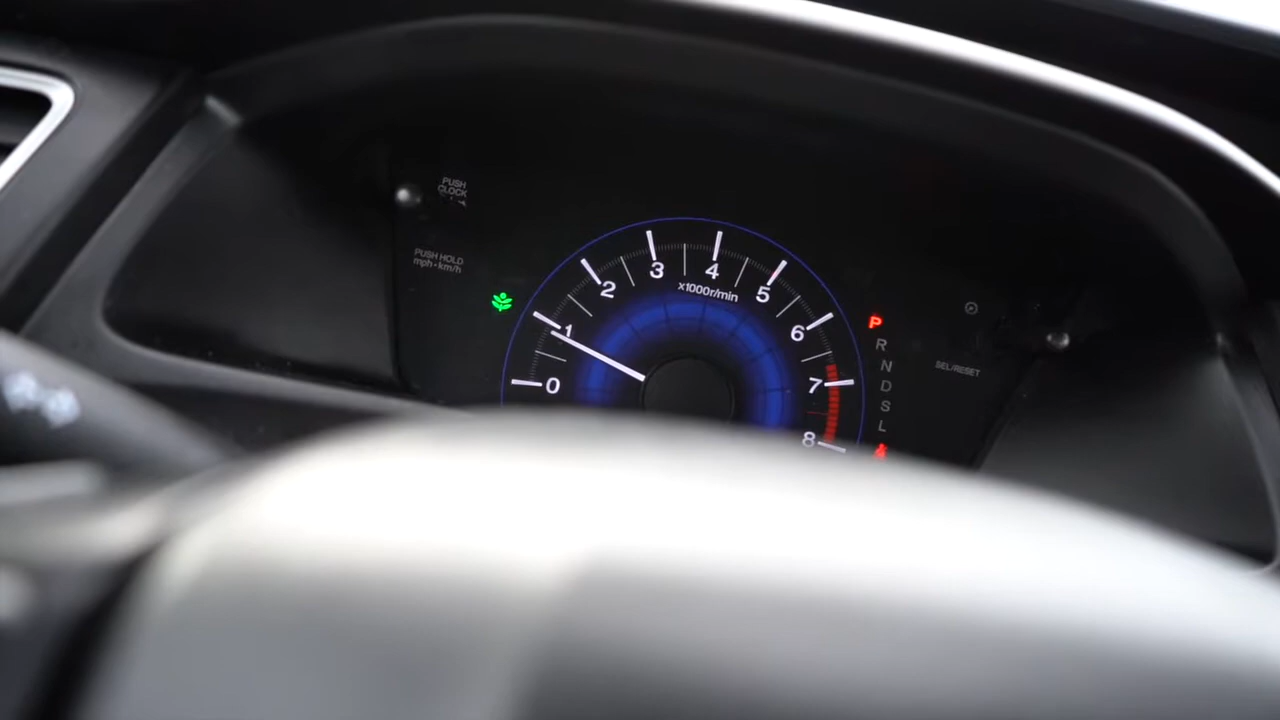 PUSH
CLOCK
PUSH HOLD
mph•km/h
0
1
2
3
4
5
6
7
8
x1000r/min
P
R
N
D
S
L
SEL/RESET